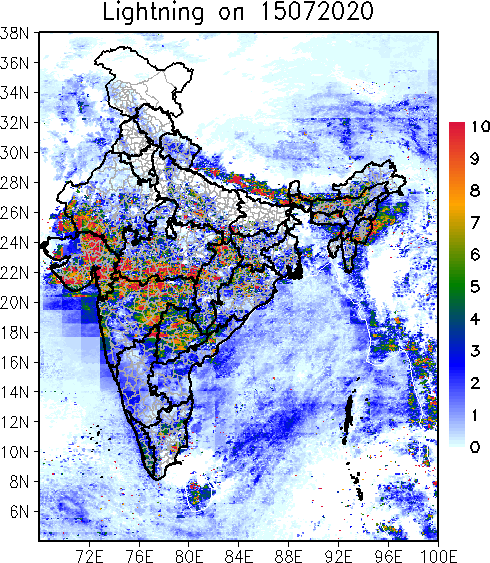 Lightning on 15072020
38N
36N
34N
32N
30N
28N
26N
24N
22N
20N
18N
16N
14N
12N
10N
8N
6N
72E 76E 80E 84E 88E 92E 96E 100E
10
9
8
7
6
5
4
3
2
1
0